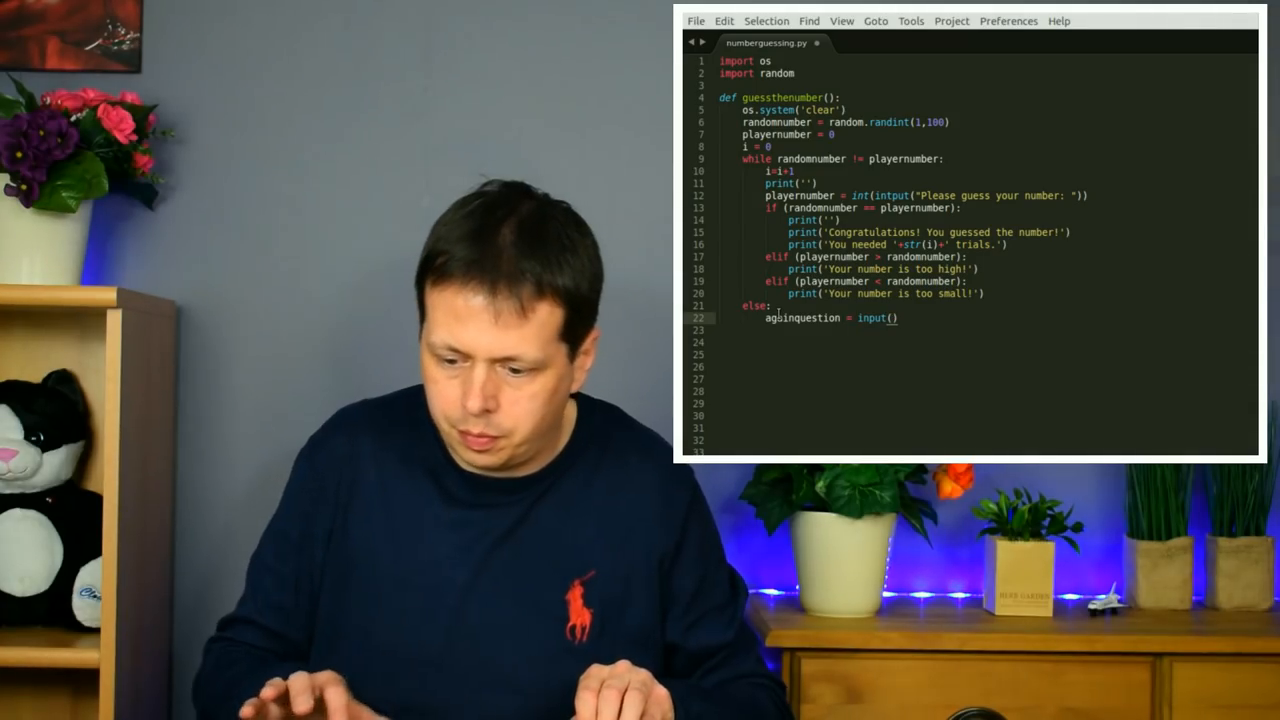 File Edit Selection Find View Goto Tools Project Preferences Help
numberguessing.py
1 import os
2 import random
3
4 def guessthenumber():
5 os.system('clear')
6 randomnumber = random.randint(1,100)
7 playernumber = 0
8 i = 0
9 while randomnumber != playernumber:
10 i=i+1
11 print('')
12 playernumber = int(intput("Please guess your number: "))
13 if (randomnumber == playernumber):
14 print('')
15 print('Congratulations! You guessed the number!')
16 print('You needed '+str(i)+' trials.')
17 elif (playernumber > randomnumber):
18 print('Your number is too high!')
19 elif (playernumber < randomnumber):
20 print('Your number is too small!')
21 else:
22 againquestion = input()
23
24
25
26
27
28
29
30
31
32
33
HERB GARDEN